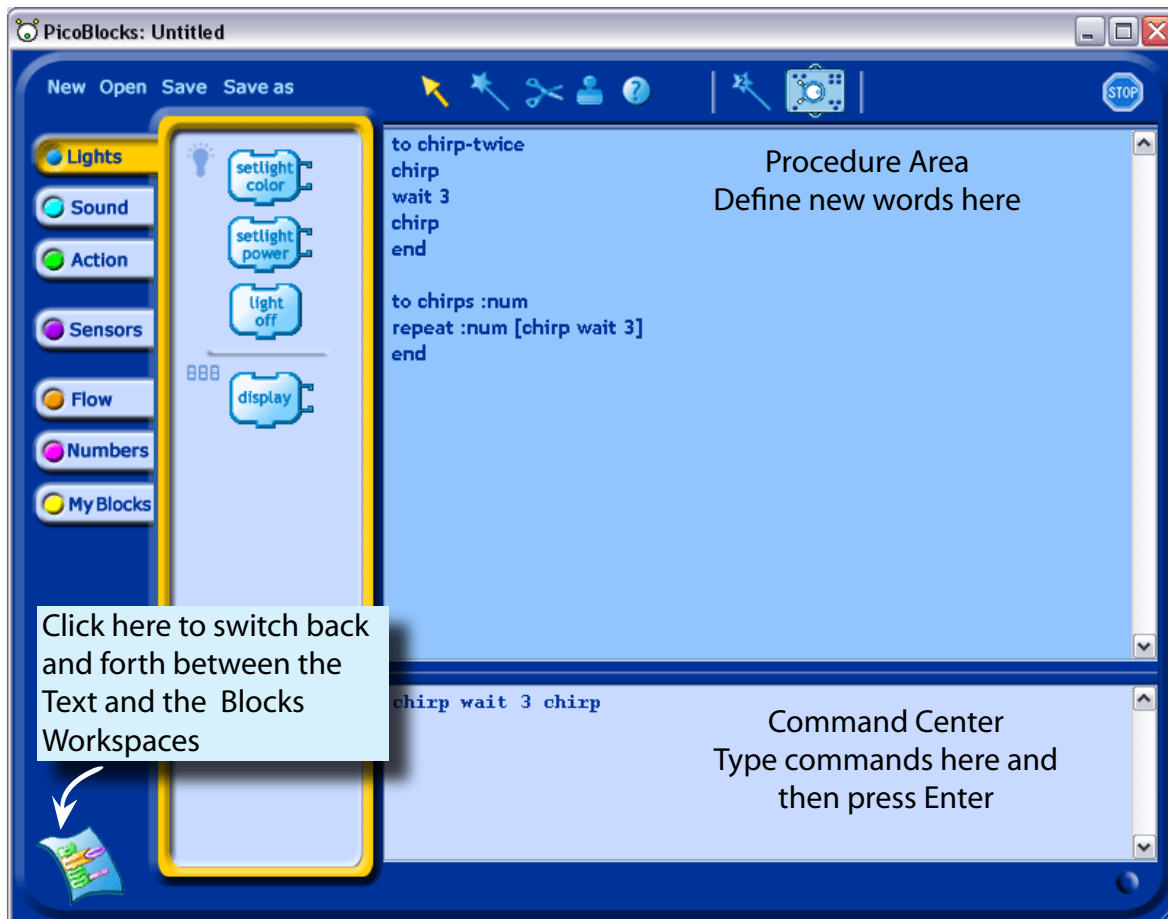 PicoBlocks: Untitled
New Open Save Save as
STOP
Lights
Sound
Action
Sensors
Flow
Numbers
My Blocks
setlight
color
setlight
power
light
off
888
display
to chirp-twice
chirp
wait 3
chirp
end
to chirps :num
repeat :num [chirp wait 3]
end
Procedure Area
Define new words here
Click here to switch back
and forth between the
Text and the Blocks
Workspaces
chirp wait 3 chirp
Command Center
Type commands here and
then press Enter